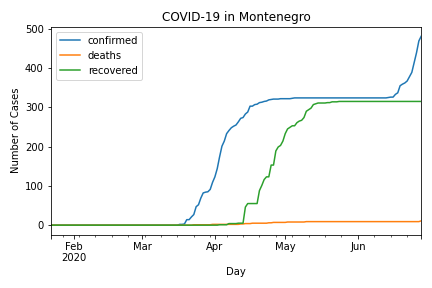 COVID-19 in Montenegro
confirmed
deaths
recovered
Number of Cases
500
400
300
200
100
0
Feb
2020
Mar
Apr
May
Jun
Day